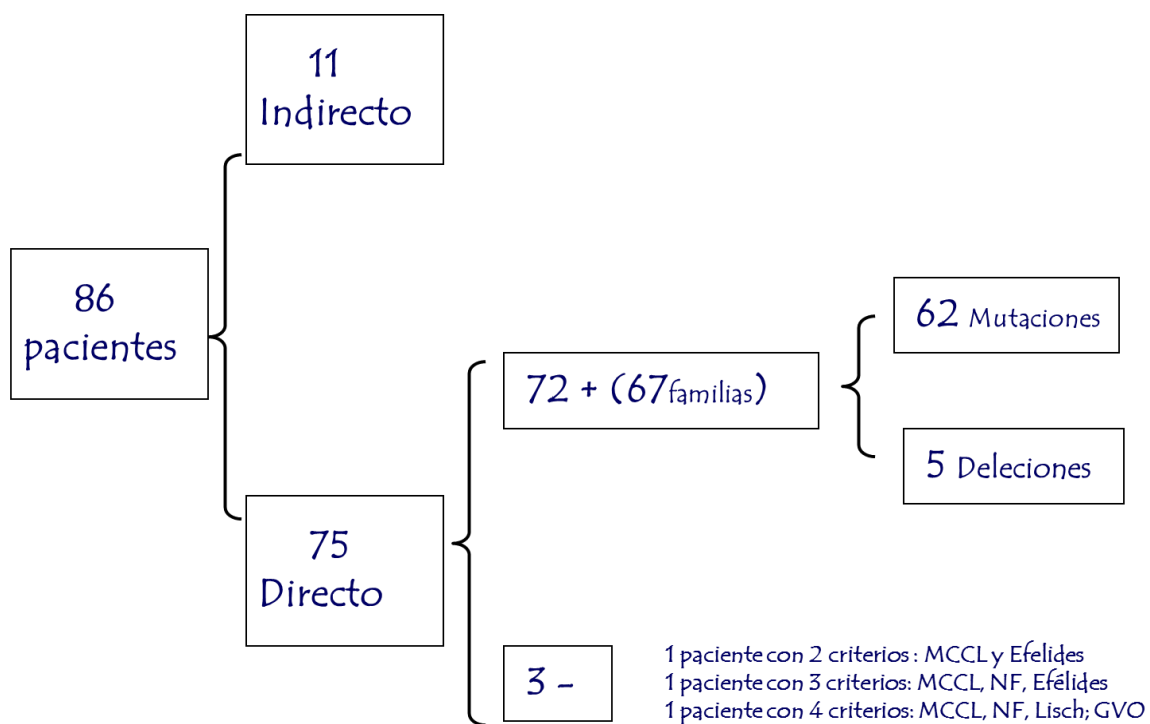 11
Indirecto
86
pacientes
62 Mutaciones
72 + (67familias)
5 Deleciones
75
Directo
3 -
1 paciente con 2 criterios : MCCL y Efelides
1 paciente con 3 criterios: MCCL, NF, Efélides
1 paciente con 4 criterios: MCCL, NF, Lisch; GVO